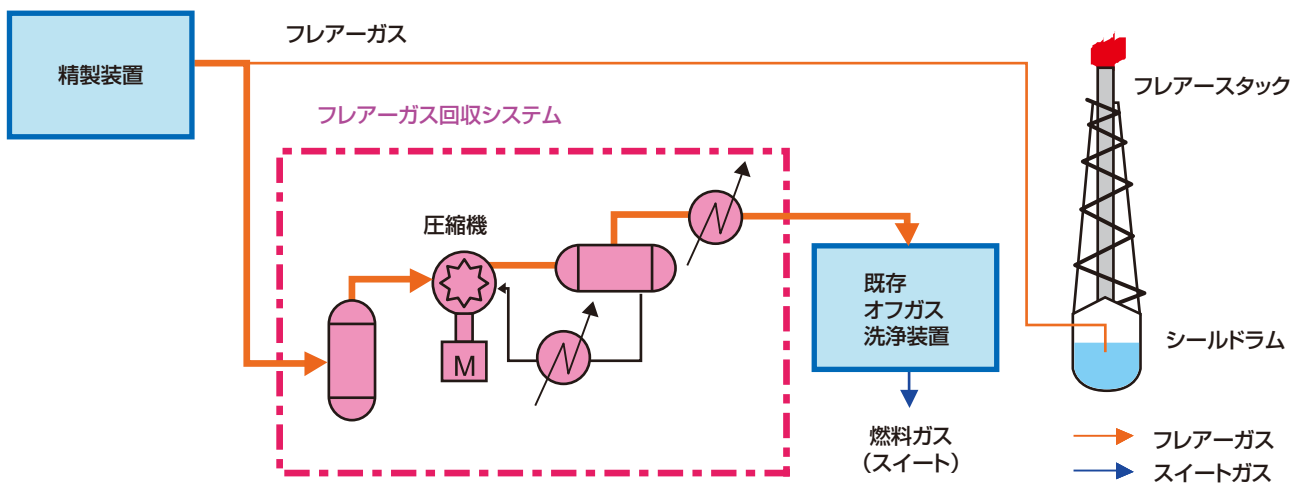 フレアーガス
精製装置
フレアースタック
フレアーガス回収システム
圧縮機
M
既存
オフガス
洗浄装置
シールドラム
燃料ガス
（スイート）
フレアーガス
スイートガス